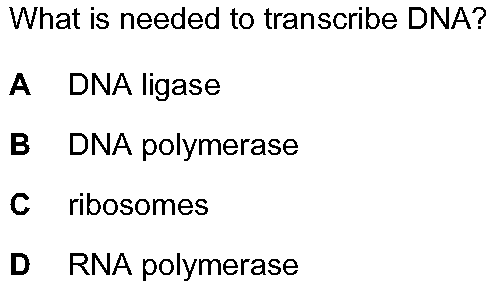 What is needed to transcribe DNA?
A DNA ligase
B DNA polymerase
C ribosomes
D RNA polymerase